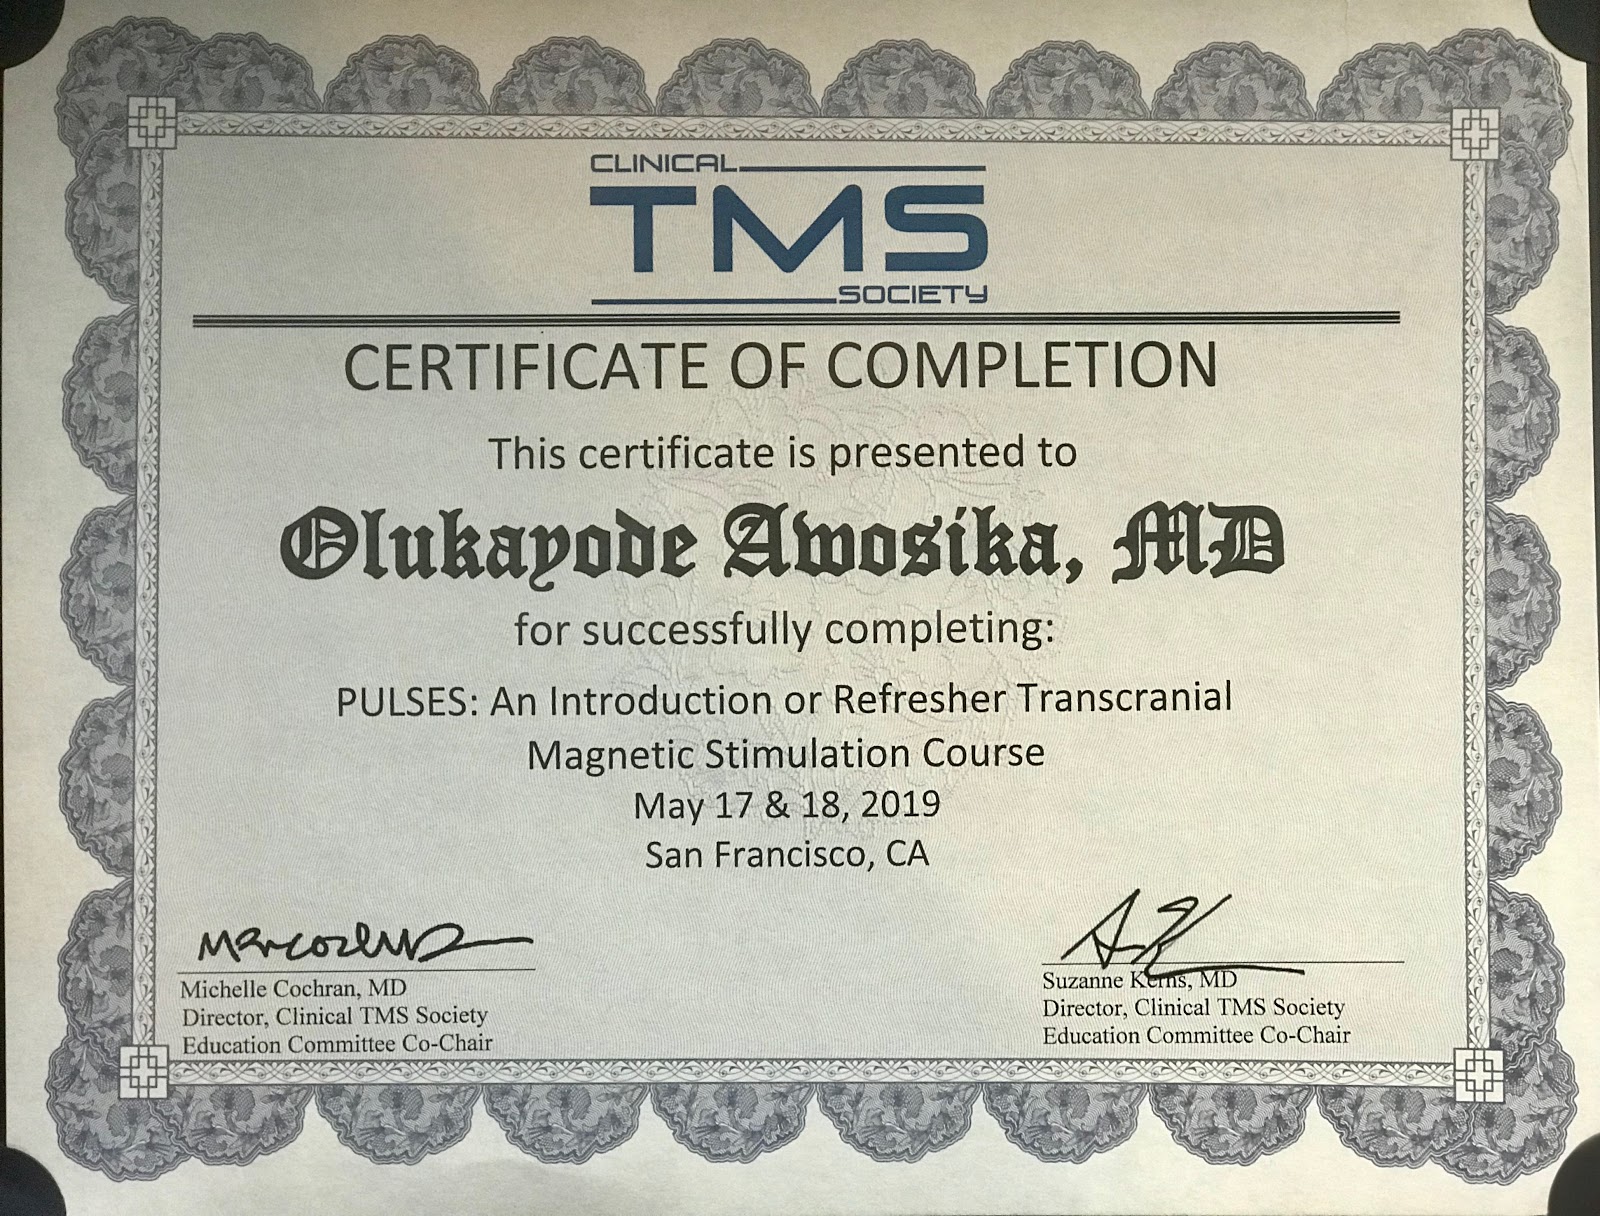 CLINICAL
TMS
SOCIETY
CERTIFICATE OF COMPLETION
This certificate is presented to
Olukayode Awosika, MD
for successfully completing:
PULSES: An Introduction or Refresher Transcranial
Magnetic Stimulation Course
May 17 & 18, 2019
San Francisco, CA
Michelle Cochran, MD
Director, Clinical TMS Society
Education Committee Co-Chair
Suzanne Kerns, MD
Director, Clinical TMS Society
Education Committee Co-Chair